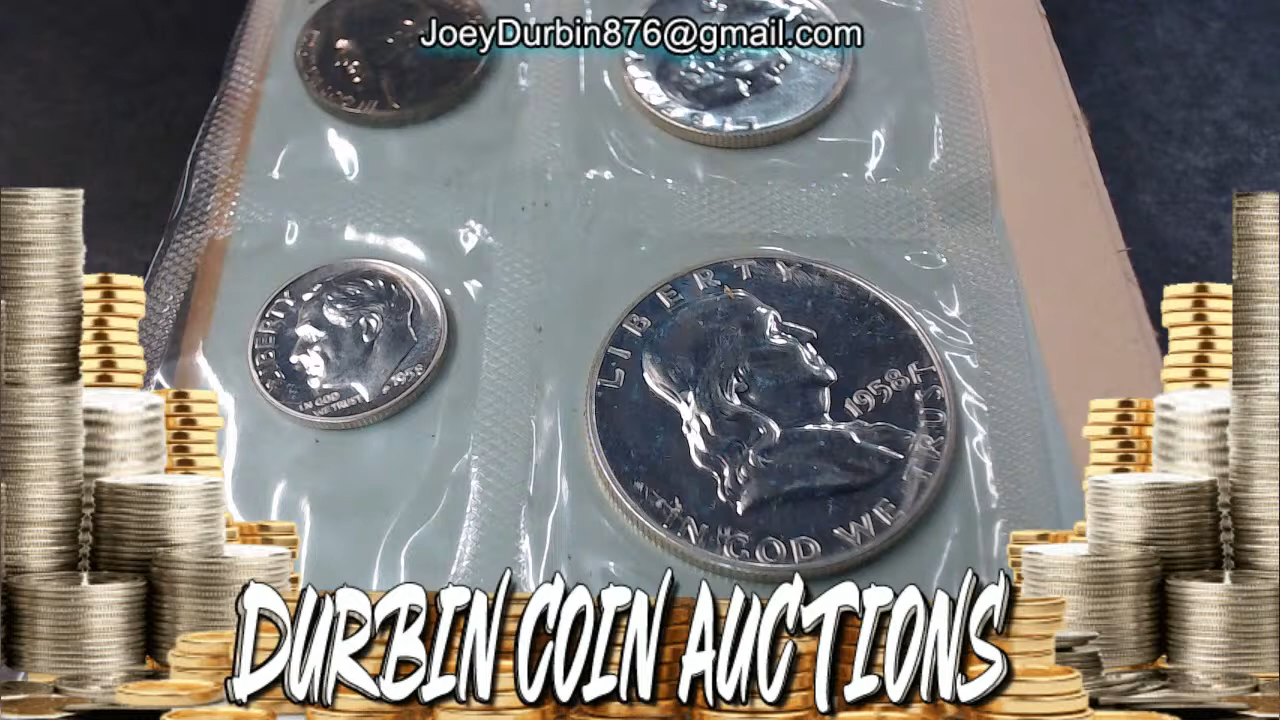 JoeyDurbin876@gmail.com
LIBERTY
IN GOD
WE TRUST
1958
LIBERTY
1958
IN GOD WE TRUST
DURBIN COIN AUCTIONS